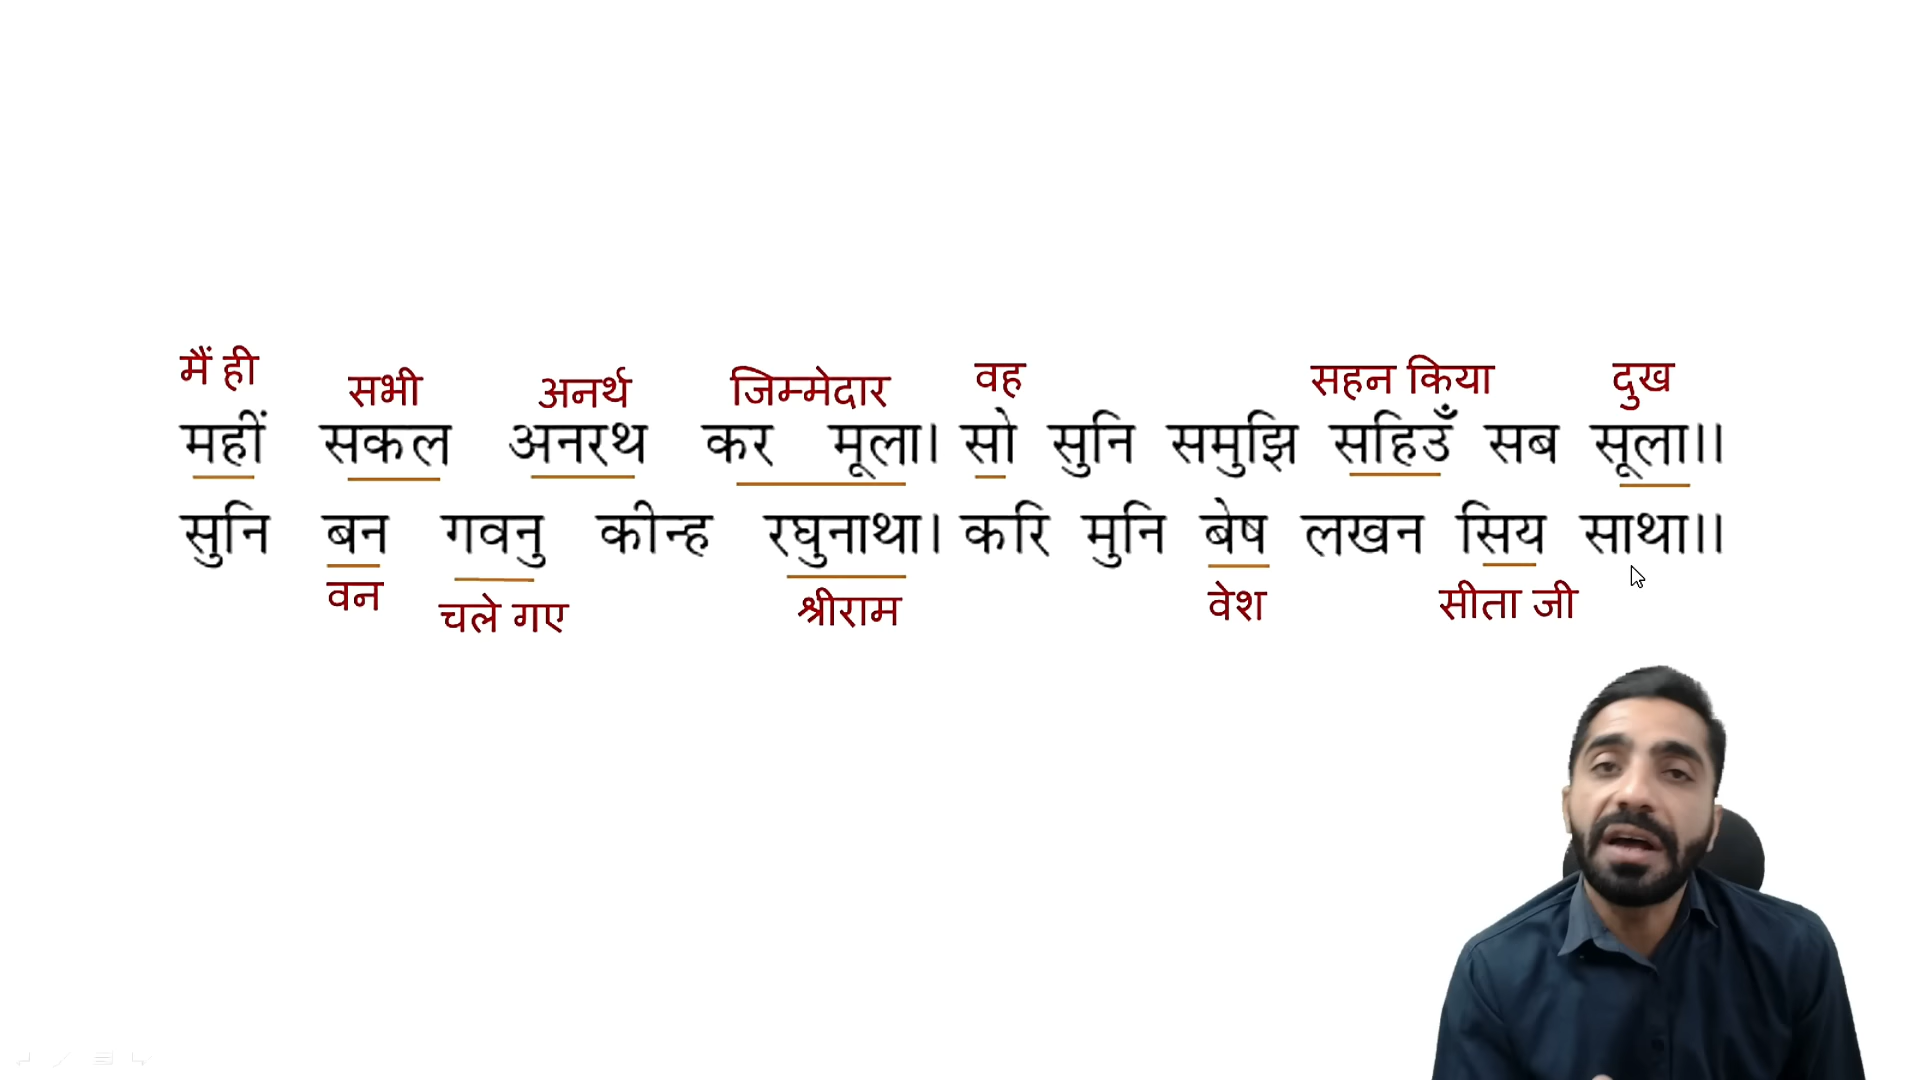 मैं ही सभी अनर्थ जिम्मेदार वह सहन किया दुख
महीं सकल अनरथ कर मूला। सो सुनि समुझि सहिउँ सब सूला।।
सुनि बन गवनु कीन्ह रघुनाथा। करि मुनि बेष लखन सिय साथा।।
वन चले गए श्रीराम वेश सीता जी